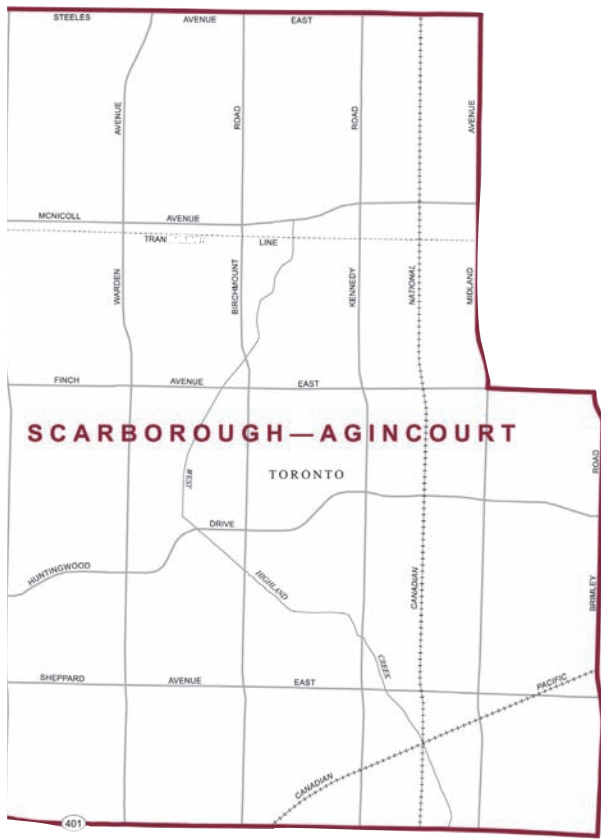 STEELES AVENUE EAST
AVENUE
ROAD
ROAD
AVENUE
MCNICOLL AVENUE
LINE
WARDEN
BIRCHMOUNT
KENNEDY
NATIONAL
MIDLAND
FINCH AVENUE EAST
SCARBOROUGH—AGINCOURT
TORONTO
WEST
ROAD
DRIVE
HUNTINGWOOD
HIGHLAND
CANADIAN
BRIMLEY
CREEK
SHEPPARD AVENUE EAST
PACIFIC
CANADIAN
401